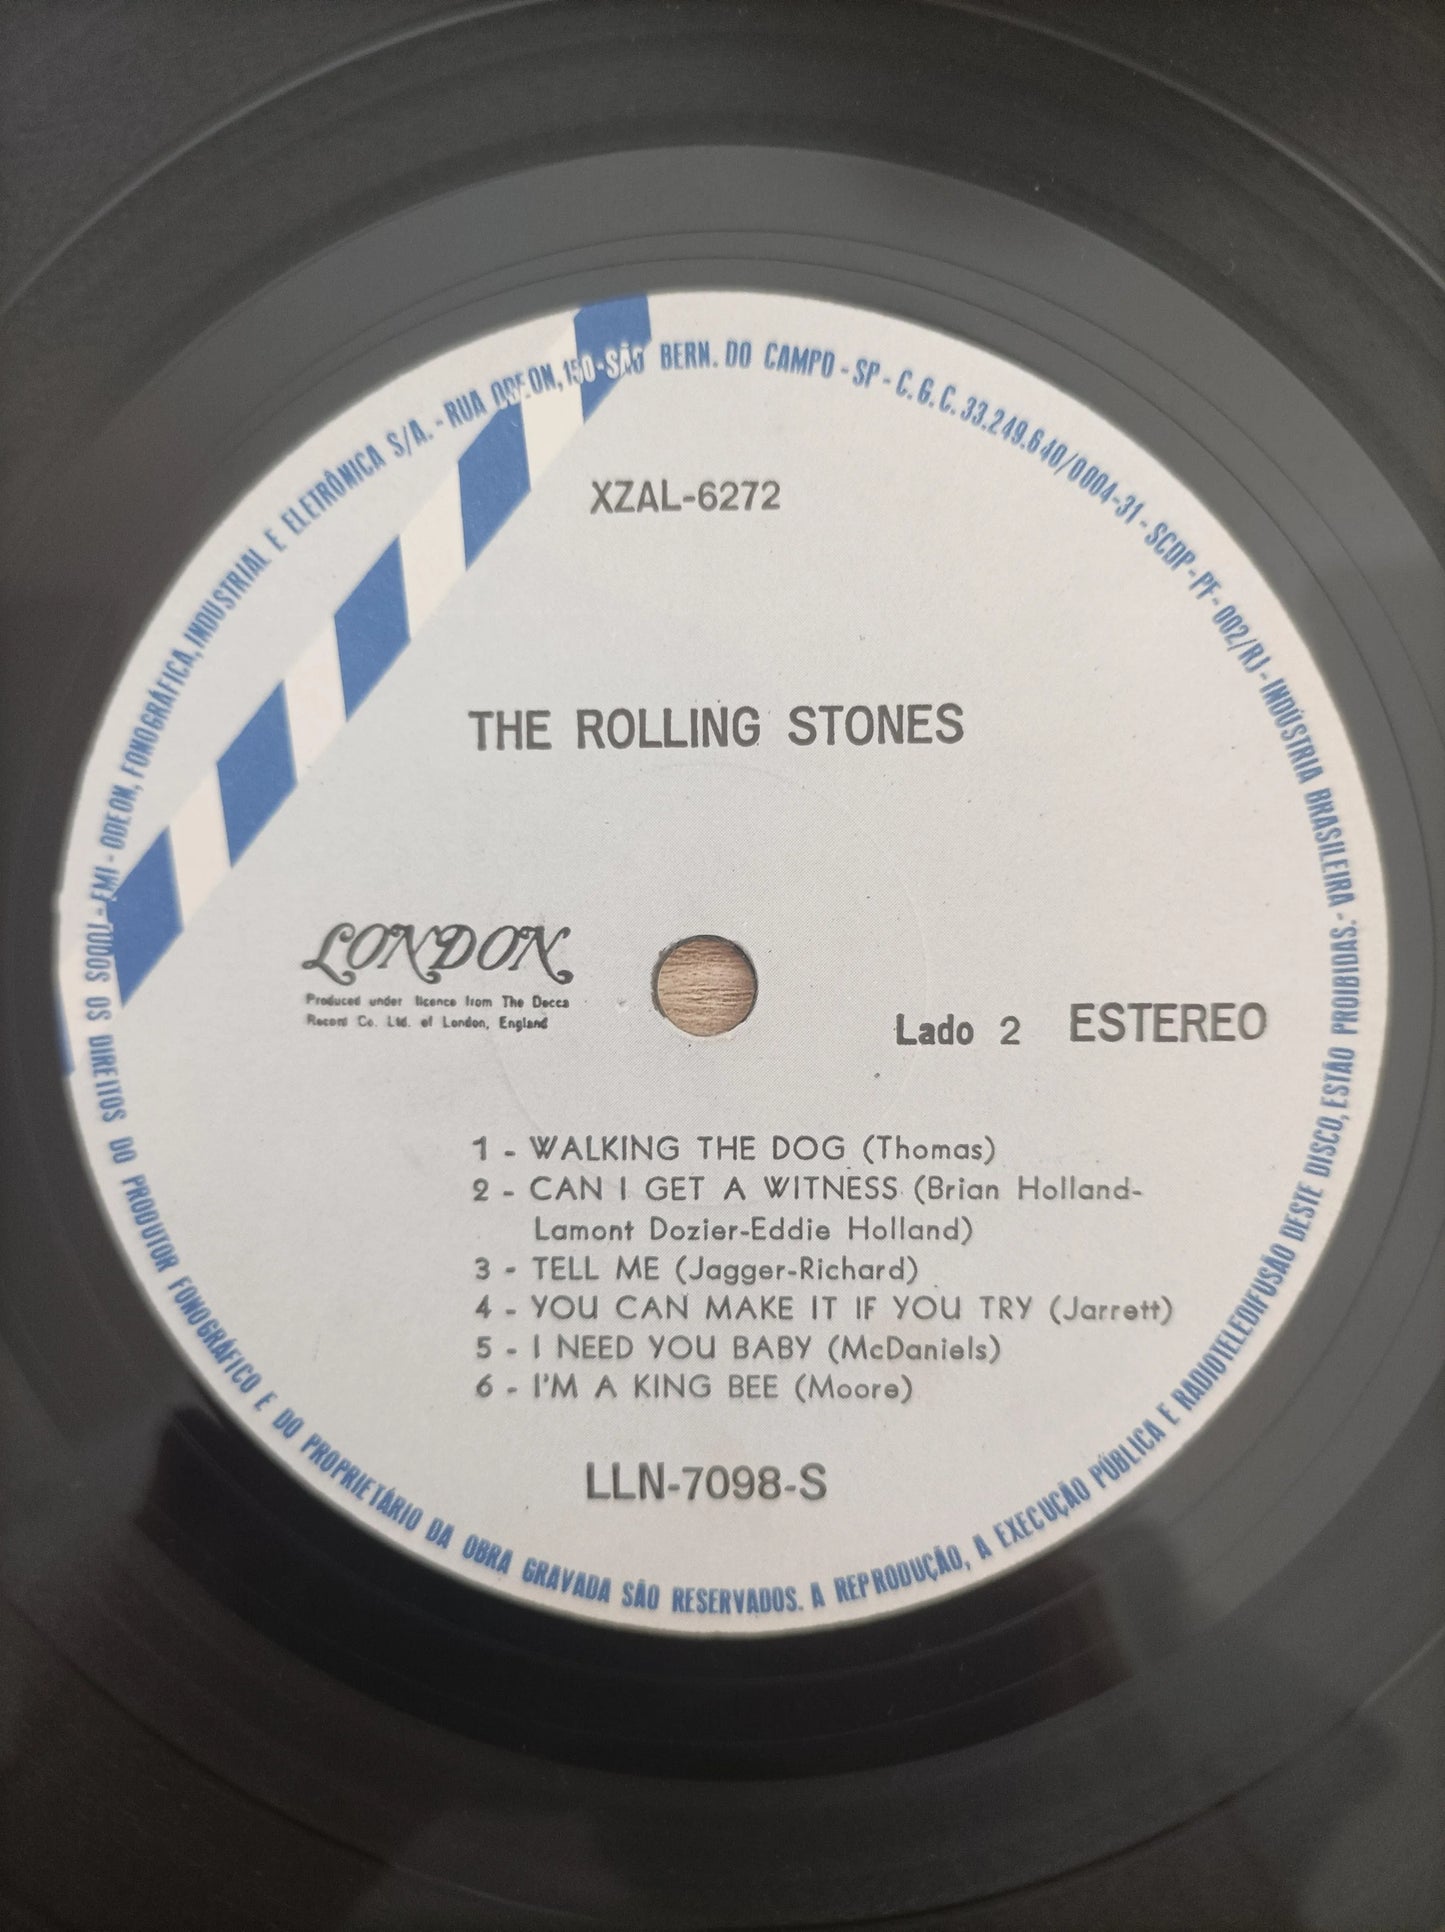 TODOS OS DIREITOS DO PRODUTOR FONOGRÁFICO E DO PROPRIETÁRIO DA OBRA GRAVADA SÃO RESERVADOS. A REPRODUÇÃO, A EXECUÇÃO PÚBLICA E RADIOTELEDIFUSÃO DESTE DISCO, ESTÃO PROIBIDAS.- EMI - ODEON, FONOGRÁFICA, INDUSTRIAL E ELETRÔNICA S/A. - RUA ODEON, 150 - SÃO BERN. DO CAMPO - SP - C.G.C. 33.249.640/0004-31 - SCDP - PF - 002/RJ - INDÚSTRIA BRASILEIRA
XZAL-6272
THE ROLLING STONES
LONDON
Produced under licence from The Decca
Record Co. Ltd. of London, England
Lado 2 ESTEREO
1 - WALKING THE DOG (Thomas)
2 - CAN I GET A WITNESS (Brian Holland-
Lamont Dozier-Eddie Holland)
3 - TELL ME (Jagger-Richard)
4 - YOU CAN MAKE IT IF YOU TRY (Jarrett)
5 - I NEED YOU BABY (McDaniels)
6 - I'M A KING BEE (Moore)
LLN-7098-S